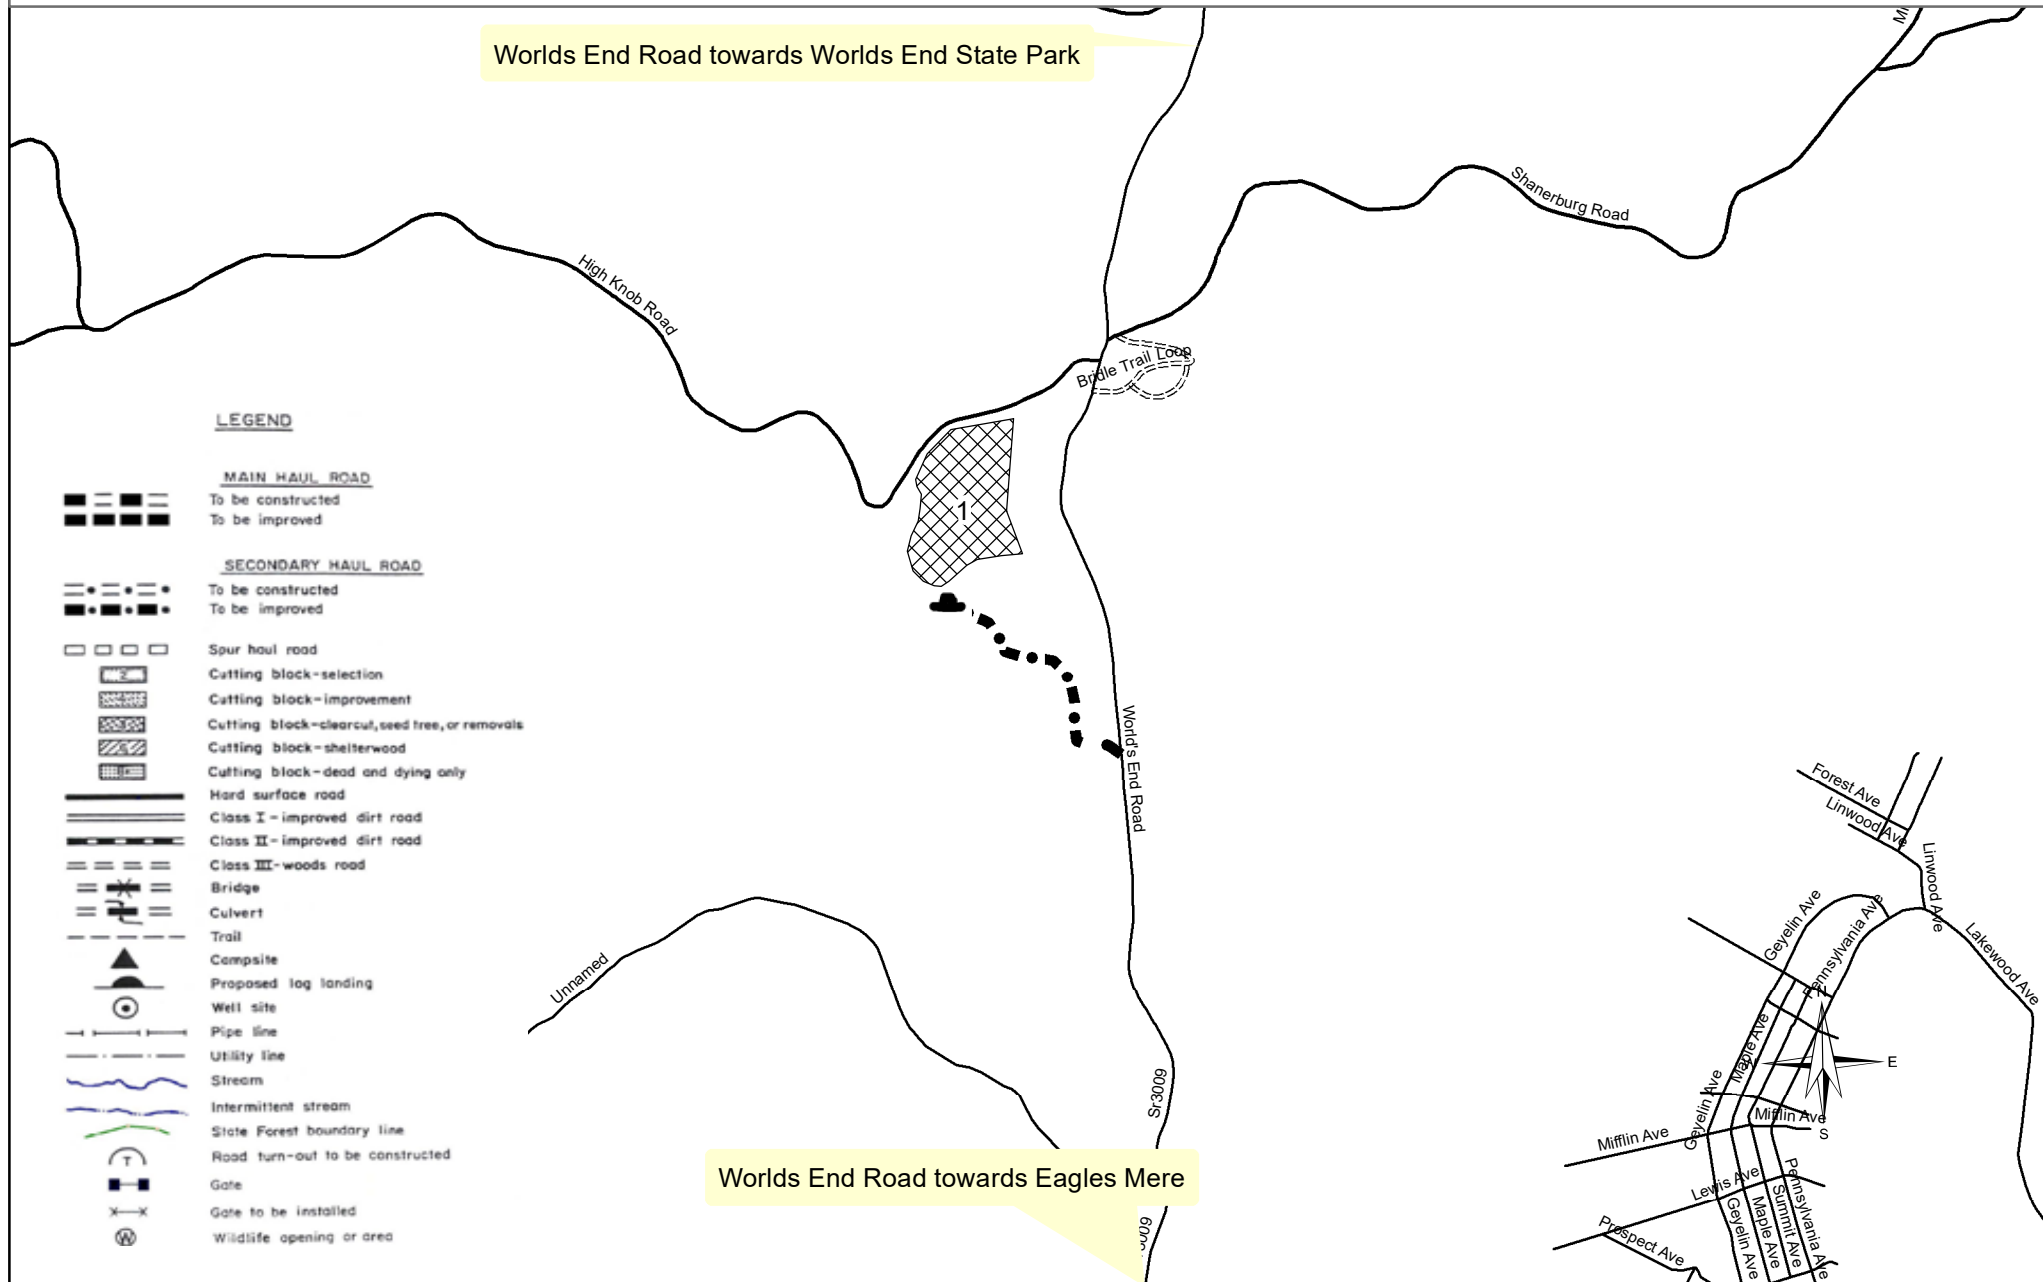 Worlds End Road towards Worlds End State Park
Shanerburg Road
High Knob Road
Bridle Trail Loop
1
World's End Road
Unnamed
Sr3009
Worlds End Road towards Eagles Mere
LEGEND
MAIN HAUL ROAD
To be constructed
To be improved
SECONDARY HAUL ROAD
To be constructed
To be improved
Spur haul road
Cutting block-selection
Cutting block-improvement
Cutting block-clearcut, seed tree, or removals
Cutting block-shelterwood
Cutting block-dead and dying only
Hard surface road
Class I - improved dirt road
Class II - improved dirt road
Class III-woods road
Bridge
Culvert
Trail
Campsite
Proposed log landing
Well site
Pipe line
Utility line
Stream
Intermittent stream
State Forest boundary line
T
Road turn-out to be constructed
Gate
Gate to be installed
W
Wildlife opening or area
Forest Ave
Linwood Ave
Linwood Ave
Lakewood Ave
Geyelin Ave
Pennsylvania Ave
N
E
S
Maple Ave
Geyelin Ave
Mifflin Ave
Mifflin Ave
Lewis Ave
Prospect Ave
Geyelin Ave
Maple Ave
Summit Ave
Pennsylvania Ave